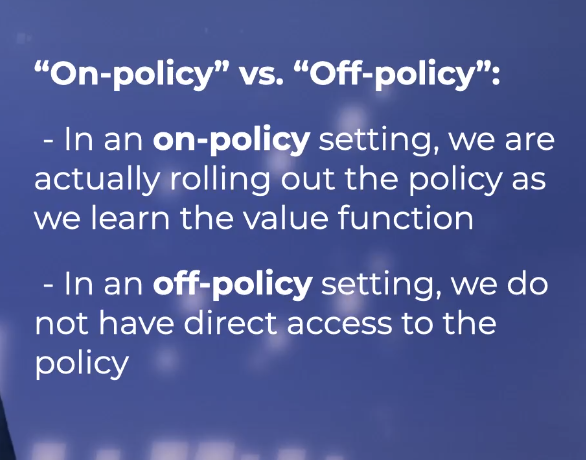 “On-policy” vs. “Off-policy”:
- In an on-policy setting, we are
actually rolling out the policy as
we learn the value function
- In an off-policy setting, we do
not have direct access to the
policy